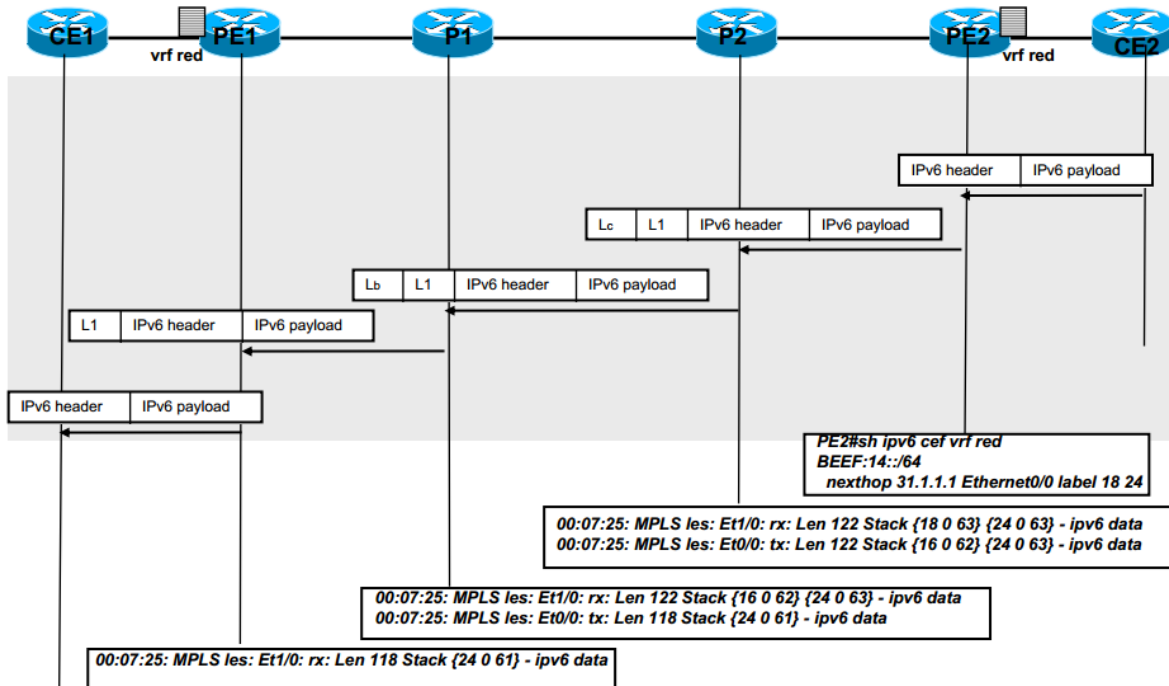 CE1 PE1 P1 P2 PE2 CE2
vrf red vrf red
IPv6 header IPv6 payload
Lc L1 IPv6 header IPv6 payload
Lb L1 IPv6 header IPv6 payload
L1 IPv6 header IPv6 payload
IPv6 header IPv6 payload
PE2#sh ipv6 cef vrf red
BEEF:14::/64
nexthop 31.1.1.1 Ethernet0/0 label 18 24
00:07:25: MPLS les: Et1/0: rx: Len 122 Stack {18 0 63} {24 0 63} - ipv6 data
00:07:25: MPLS les: Et0/0: tx: Len 122 Stack {16 0 62} {24 0 63} - ipv6 data
00:07:25: MPLS les: Et1/0: rx: Len 122 Stack {16 0 62} {24 0 63} - ipv6 data
00:07:25: MPLS les: Et0/0: tx: Len 118 Stack {24 0 61} - ipv6 data
00:07:25: MPLS les: Et1/0: rx: Len 118 Stack {24 0 61} - ipv6 data